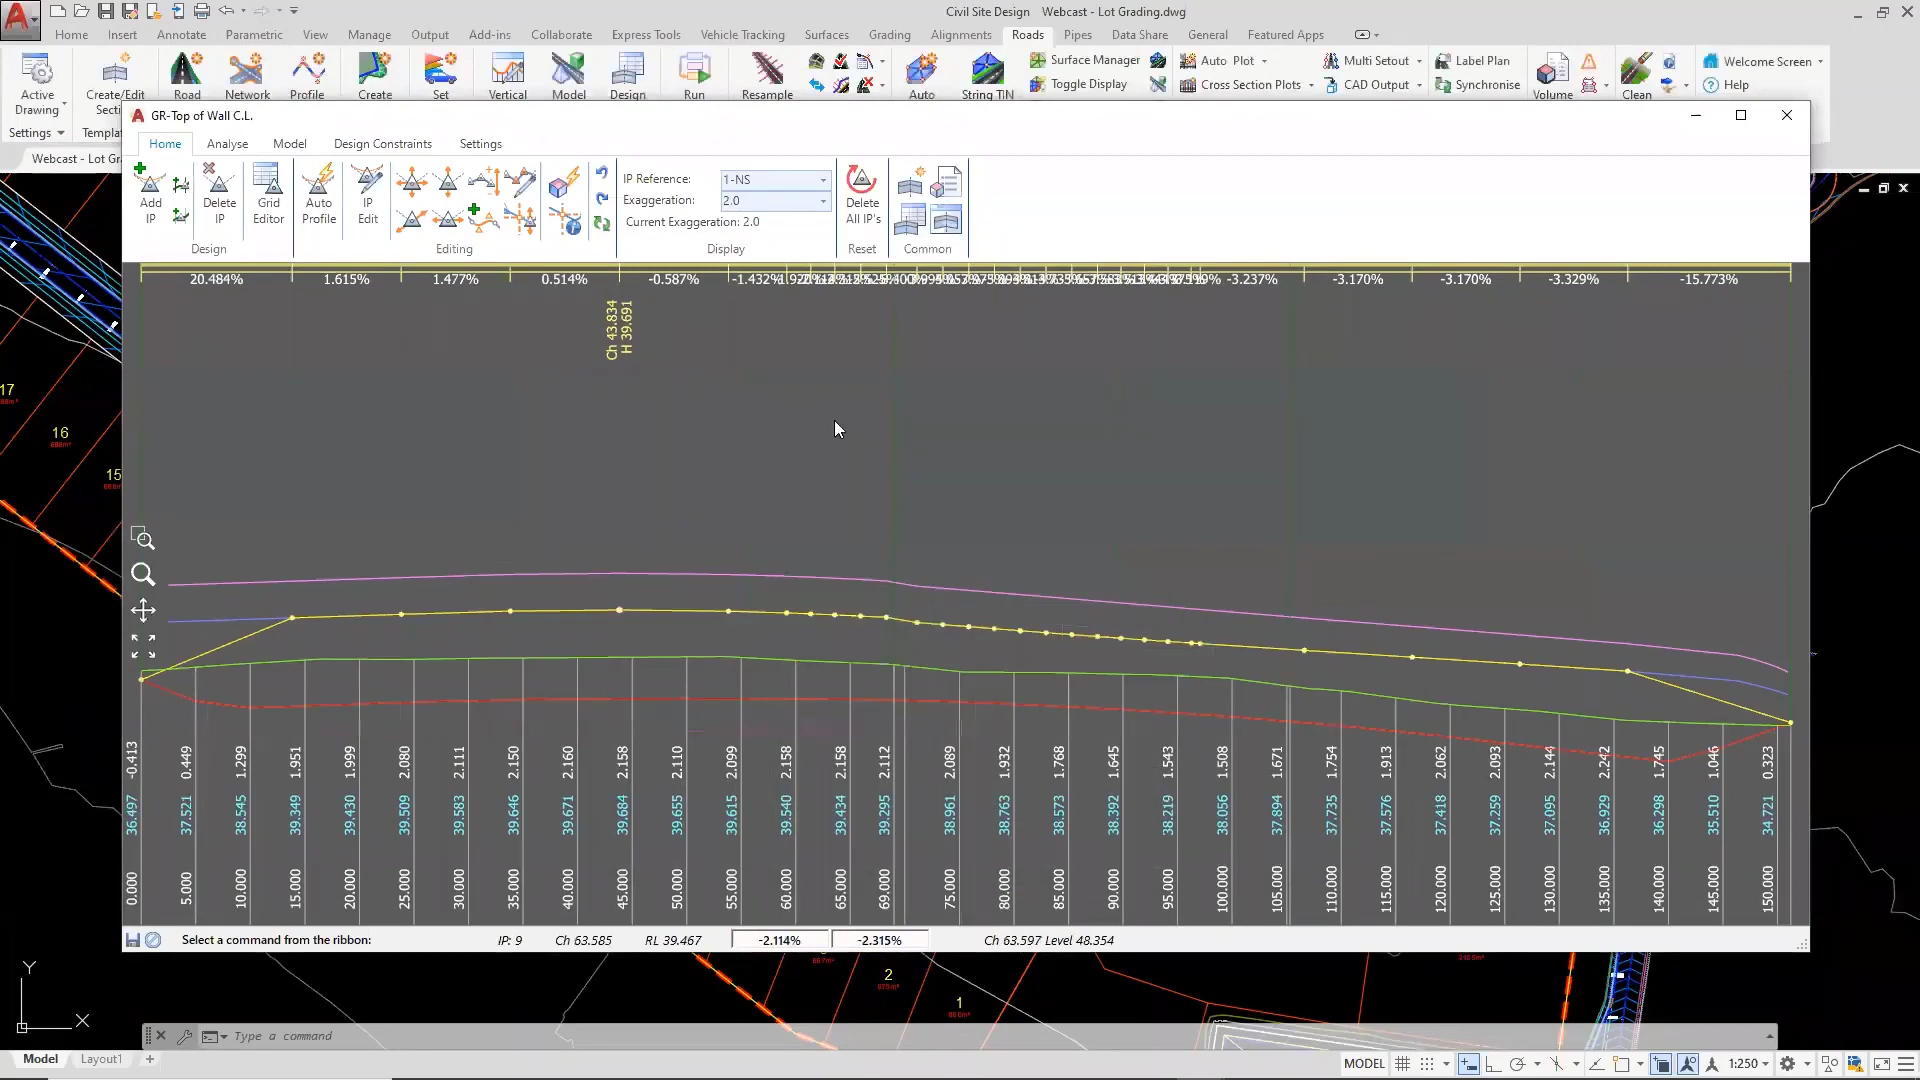 Civil Site Design Webcast - Lot Grading.dwg
Home Insert Annotate Parametric View Manage Output Add-ins Collaborate Express Tools Vehicle Tracking Surfaces Grading Alignments Roads Pipes Data Share General Featured Apps
Active Drawing Create/Edit Road Network Profile Create Set Vertical Model Design Run Resample Surface Manager Toggle Display Auto String TIN Auto Plot Cross Section Plots Multi Setout CAD Output Label Plan Synchronise Volume Clean Welcome Screen Help
Settings
Webcast - Lot
GR-Top of Wall C.L.
Home Analyse Model Design Constraints Settings
Add IP Delete IP Grid Editor Auto Profile IP Edit
IP Reference: 1-NS
Exaggeration: 2.0
Current Exaggeration: 2.0
Delete All IP's
Design Editing Display Reset Common
20.484% 1.615% 1.477% 0.514% -0.587% -1.432% -3.237% -3.170% -3.170% -3.329% -15.773%
Ch 43.834
H 39.691
17
16
15
-0.413 0.449 1.299 1.951 1.999 2.080 2.111 2.150 2.160 2.158 2.110 2.099 2.158 2.158 2.112 2.089 1.932 1.768 1.645 1.543 1.508 1.671 1.754 1.913 2.062 2.093 2.144 2.242 1.745 1.046 0.323
36.497 37.521 38.545 39.349 39.430 39.509 39.583 39.646 39.671 39.684 39.655 39.615 39.540 39.434 39.295 38.961 38.763 38.573 38.392 38.219 38.056 37.894 37.735 37.576 37.418 37.259 37.095 36.929 36.298 35.510 34.721
0.000 5.000 10.000 15.000 20.000 25.000 30.000 35.000 40.000 45.000 50.000 55.000 60.000 65.000 69.000 75.000 80.000 85.000 90.000 95.000 100.000 105.000 110.000 115.000 120.000 125.000 130.000 135.000 140.000 145.000 150.000
Select a command from the ribbon: IP: 9 Ch 63.585 RL 39.467 -2.114% -2.315% Ch 63.597 Level 48.354
2
1
Y
X
Type a command
Model Layout1 + MODEL 1:250